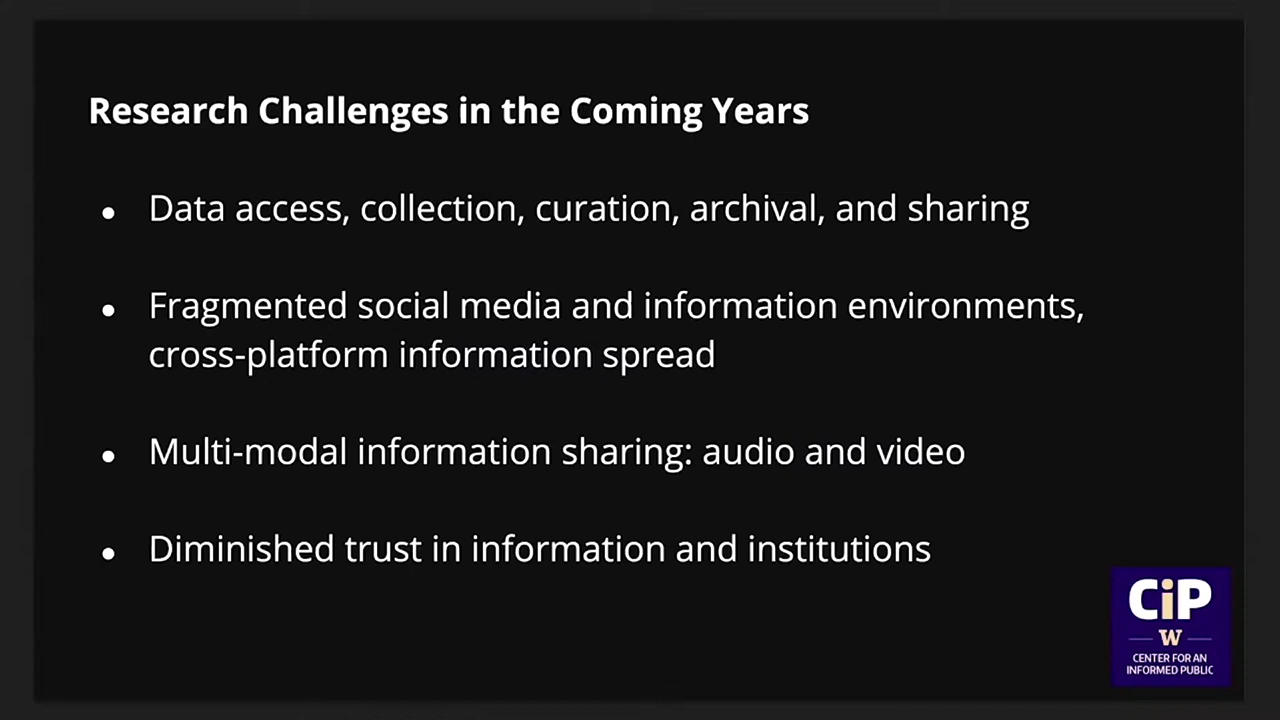 Research Challenges in the Coming Years
● Data access, collection, curation, archival, and sharing
● Fragmented social media and information environments,
cross-platform information spread
● Multi-modal information sharing: audio and video
● Diminished trust in information and institutions
CiP
W
CENTER FOR AN
INFORMED PUBLIC